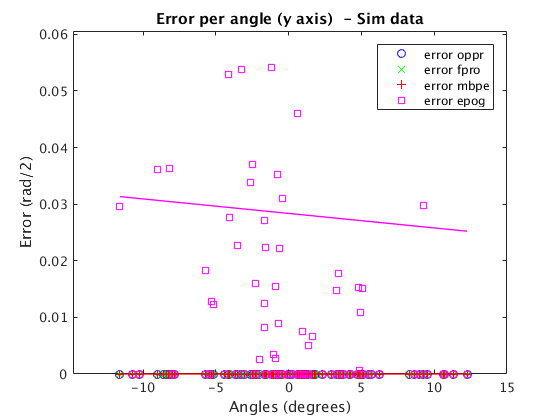 Error per angle (y axis) - Sim data
0.06
0.05
0.04
0.03
0.02
0.01
0
Error (rad/2)
error oppr
error fpro
error mbpe
error epog
-10
-5
0
5
10
15
Angles (degrees)